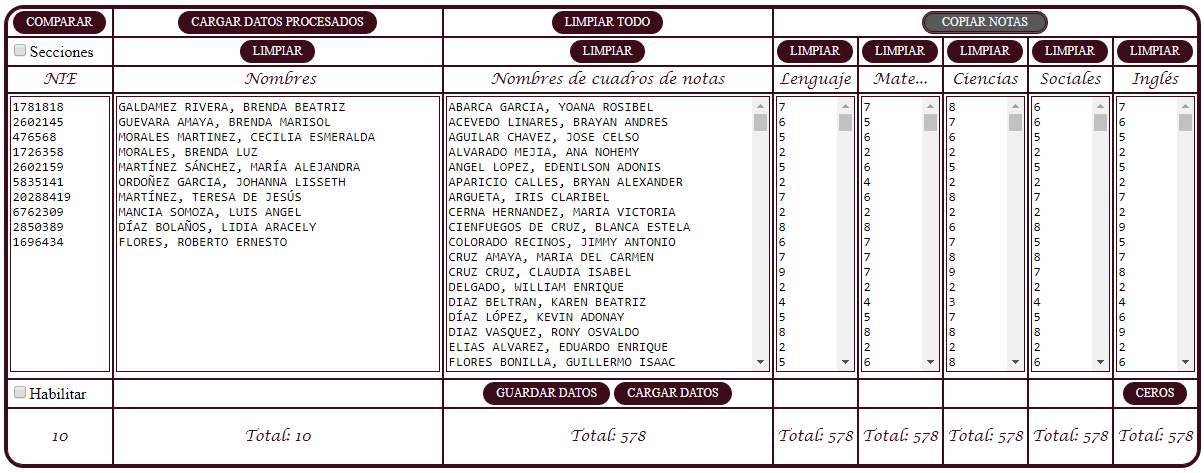 COMPARAR CARGAR DATOS PROCESADOS LIMPIAR TODO COPIAR NOTAS
Secciones LIMPIAR LIMPIAR LIMPIAR LIMPIAR LIMPIAR LIMPIAR LIMPIAR
NIE Nombres Nombres de cuadros de notas Lenguaje Mate... Ciencias Sociales Inglés
1781818 GALDAMEZ RIVERA, BRENDA BEATRIZ ABARCA GARCIA, YOANA ROSIBEL 7 7 8 6 7
2602145 GUEVARA AMAYA, BRENDA MARISOL ACEVEDO LINARES, BRAYAN ANDRES 6 5 7 6 6
476568 MORALES MARTINEZ, CECILIA ESMERALDA AGUILAR CHAVEZ, JOSE CELSO 5 6 6 5 5
1726358 MORALES, BRENDA LUZ ALVARADO MEJIA, ANA NOHEMY 2 2 2 2 2
2602159 MARTÍNEZ SÁNCHEZ, MARÍA ALEJANDRA ANGEL LOPEZ, EDENILSON ADONIS 5 6 5 5 5
5835141 ORDOÑEZ GARCIA, JOHANNA LISSETH APARICIO CALLES, BRYAN ALEXANDER 2 4 2 2 2
20288419 MARTÍNEZ, TERESA DE JESÚS ARGUETA, IRIS CLARIBEL 7 6 8 7 7
6762309 MANCIA SOMOZA, LUIS ANGEL CERNA HERNANDEZ, MARIA VICTORIA 2 2 2 2 2
2850389 DÍAZ BOLAÑOS, LIDIA ARACELY CIENFUEGOS DE CRUZ, BLANCA ESTELA 8 8 6 8 9
1696434 FLORES, ROBERTO ERNESTO COLORADO RECINOS, JIMMY ANTONIO 6 7 7 5 5
CRUZ AMAYA, MARIA DEL CARMEN 7 7 8 8 7
CRUZ CRUZ, CLAUDIA ISABEL 9 7 9 7 8
DELGADO, WILLIAM ENRIQUE 2 2 2 2 2
DIAZ BELTRAN, KAREN BEATRIZ 4 4 3 4 4
DÍAZ LÓPEZ, KEVIN ADONAY 5 5 7 5 6
DIAZ VASQUEZ, RONY OSVALDO 8 8 8 8 9
ELIAS ALVAREZ, EDUARDO ENRIQUE 2 2 2 2 2
FLORES BONILLA, GUILLERMO ISAAC 5 6 8 6 6
Habilitar GUARDAR DATOS CARGAR DATOS CEROS
10 Total: 10 Total: 578 Total: 578 Total: 578 Total: 578 Total: 578 Total: 578